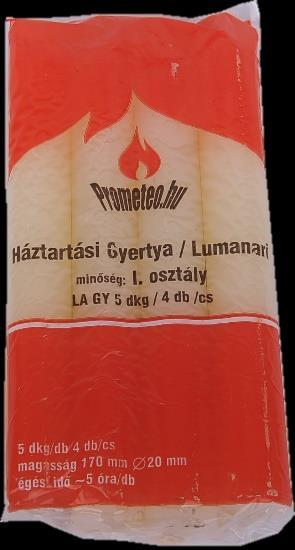 Prometeo.hu
Háztartási Gyertya / Lumanari
minőség: I. osztály
LA GY 5 dkg / 4 db /cs
5 dkg/db 4 db/cs
magasság 170 mm ∅20 mm
égési idő ~5 óra/db